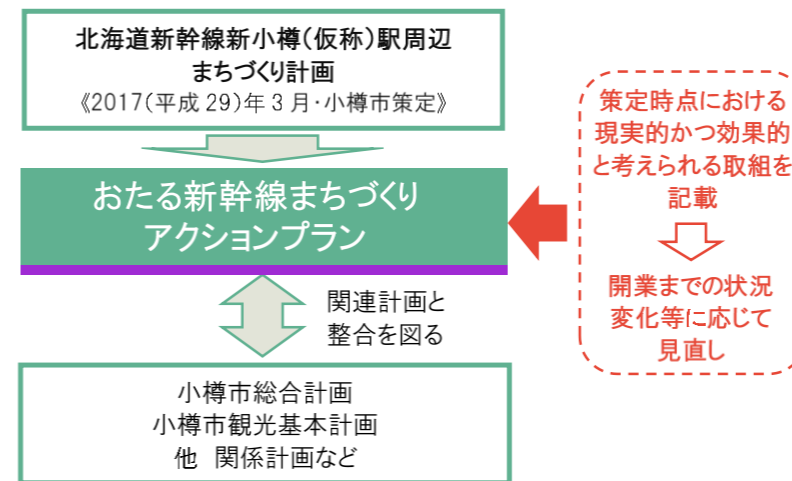 北海道新幹線新小樽（仮称）駅周辺
まちづくり計画
《2017（平成 29）年 3 月・小樽市策定》
おたる新幹線まちづくり
アクションプラン
関連計画と
整合を図る
小樽市総合計画
小樽市観光基本計画
他　関係計画など
策定時点における
現実的かつ効果的
と考えられる取組を
記載
開業までの状況
変化等に応じて
見直し